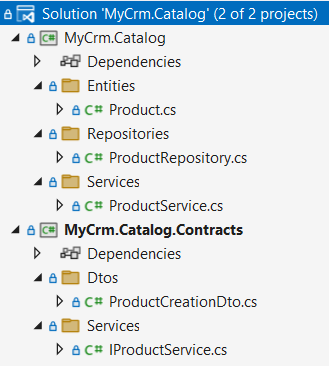 Solution 'MyCrm.Catalog' (2 of 2 projects)
C# MyCrm.Catalog
Dependencies
Entities
C# Product.cs
Repositories
C# ProductRepository.cs
Services
C# ProductService.cs
C# MyCrm.Catalog.Contracts
Dependencies
Dtos
C# ProductCreationDto.cs
Services
C# IProductService.cs